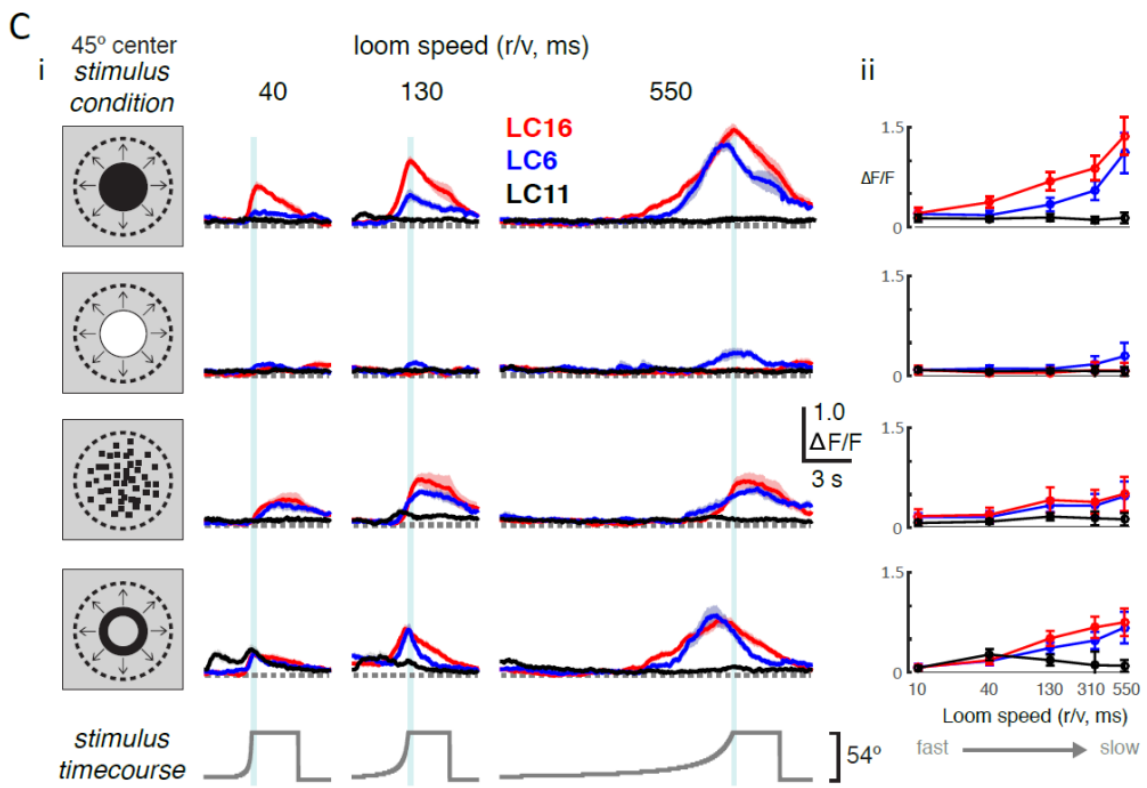 C
45º center
stimulus
condition
i
loom speed (r/v, ms)
40
130
550
ii
LC16
LC6
LC11
1.5
ΔF/F
0
1.5
0
1.0
ΔF/F
3 s
1.5
0
1.5
0
10
40
130
310
550
Loom speed (r/v, ms)
fast
slow
stimulus
timecourse
54º